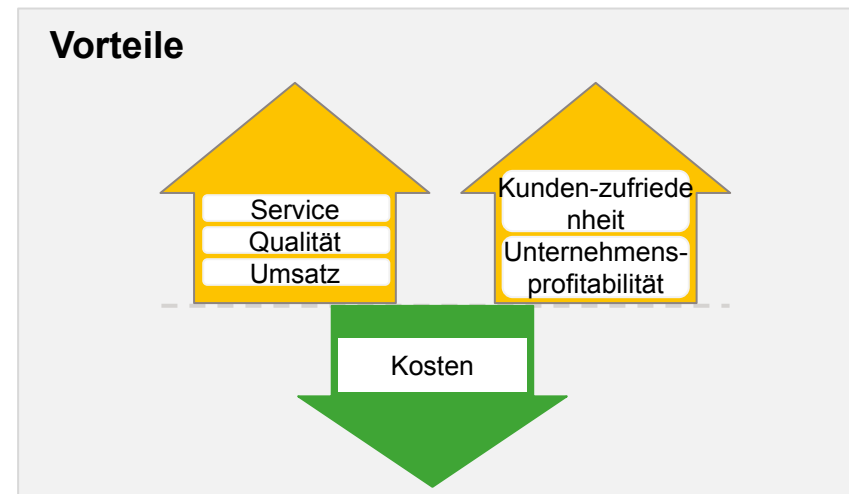 Vorteile
Service
Qualität
Umsatz
Kunden-zufriede
nheit
Unternehmens-
profitabilität
Kosten